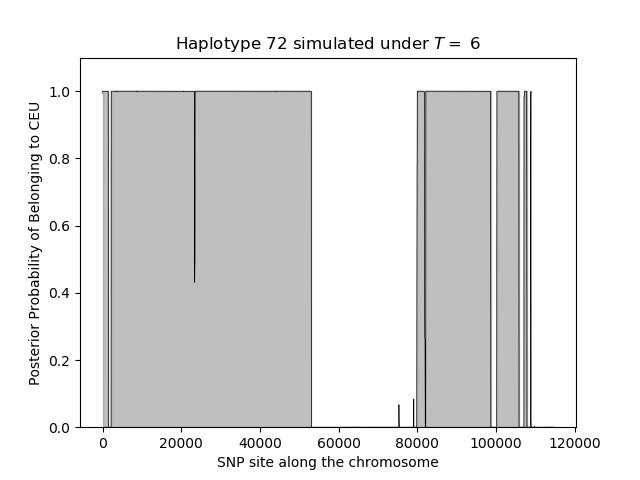 Haplotype 72 simulated under T = 6
Posterior Probability of Belonging to CEU
1.0
0.8
0.6
0.4
0.2
0.0
0 20000 40000 60000 80000 100000 120000
SNP site along the chromosome